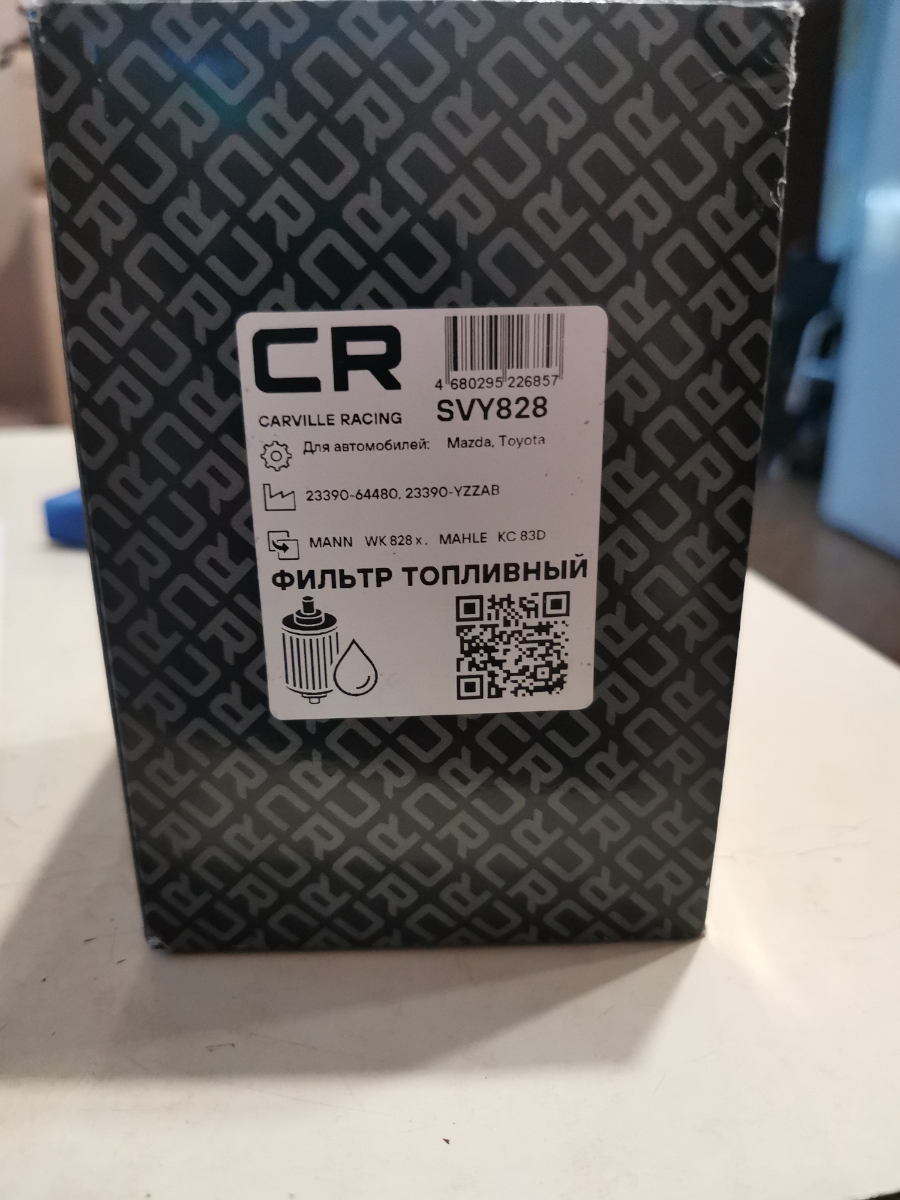 CR
4 680295 226857
CARVILLE RACING
SVY828
Для автомобилей: Mazda, Toyota
23390-64480, 23390-YZZAB
MANN WK 828 x. MAHLE KC 83D
ФИЛЬТР ТОПЛИВНЫЙ